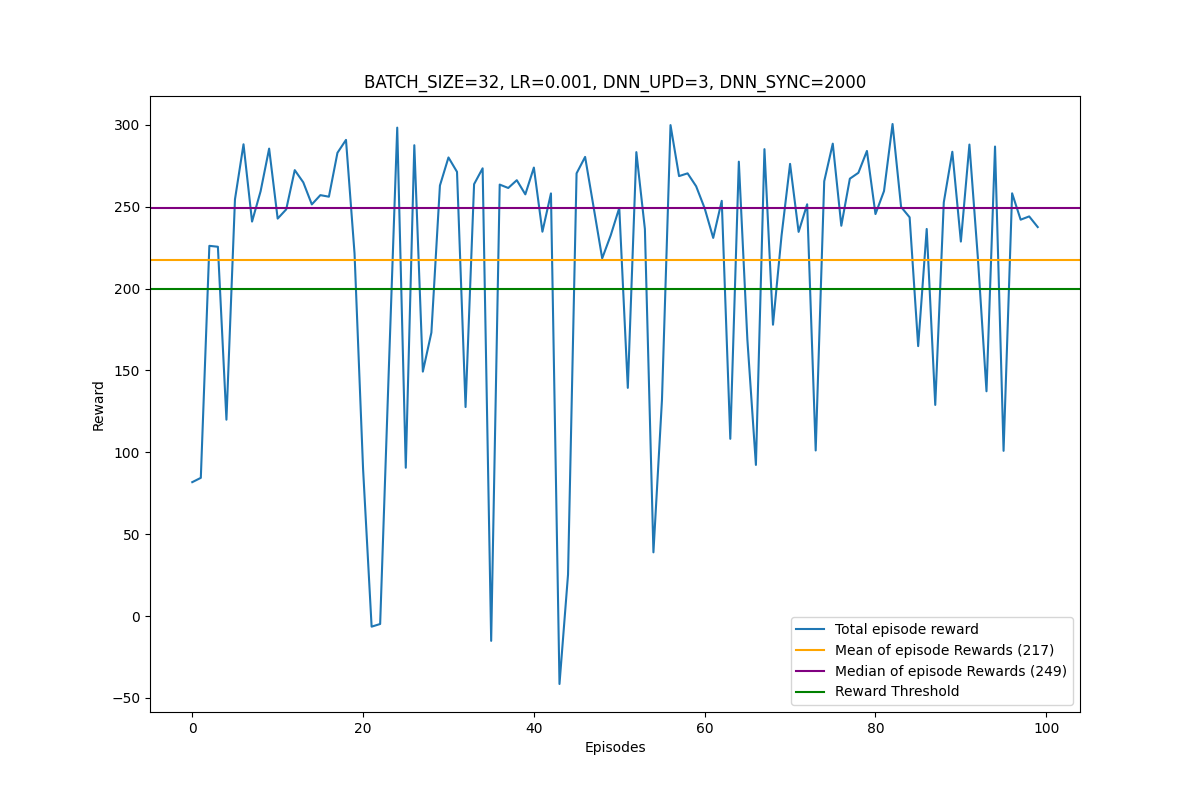 BATCH_SIZE=32, LR=0.001, DNN_UPD=3, DNN_SYNC=2000
300
250
200
150
100
50
0
−50
Reward
0 20 40 60 80 100
Episodes
Total episode reward
Mean of episode Rewards (217)
Median of episode Rewards (249)
Reward Threshold